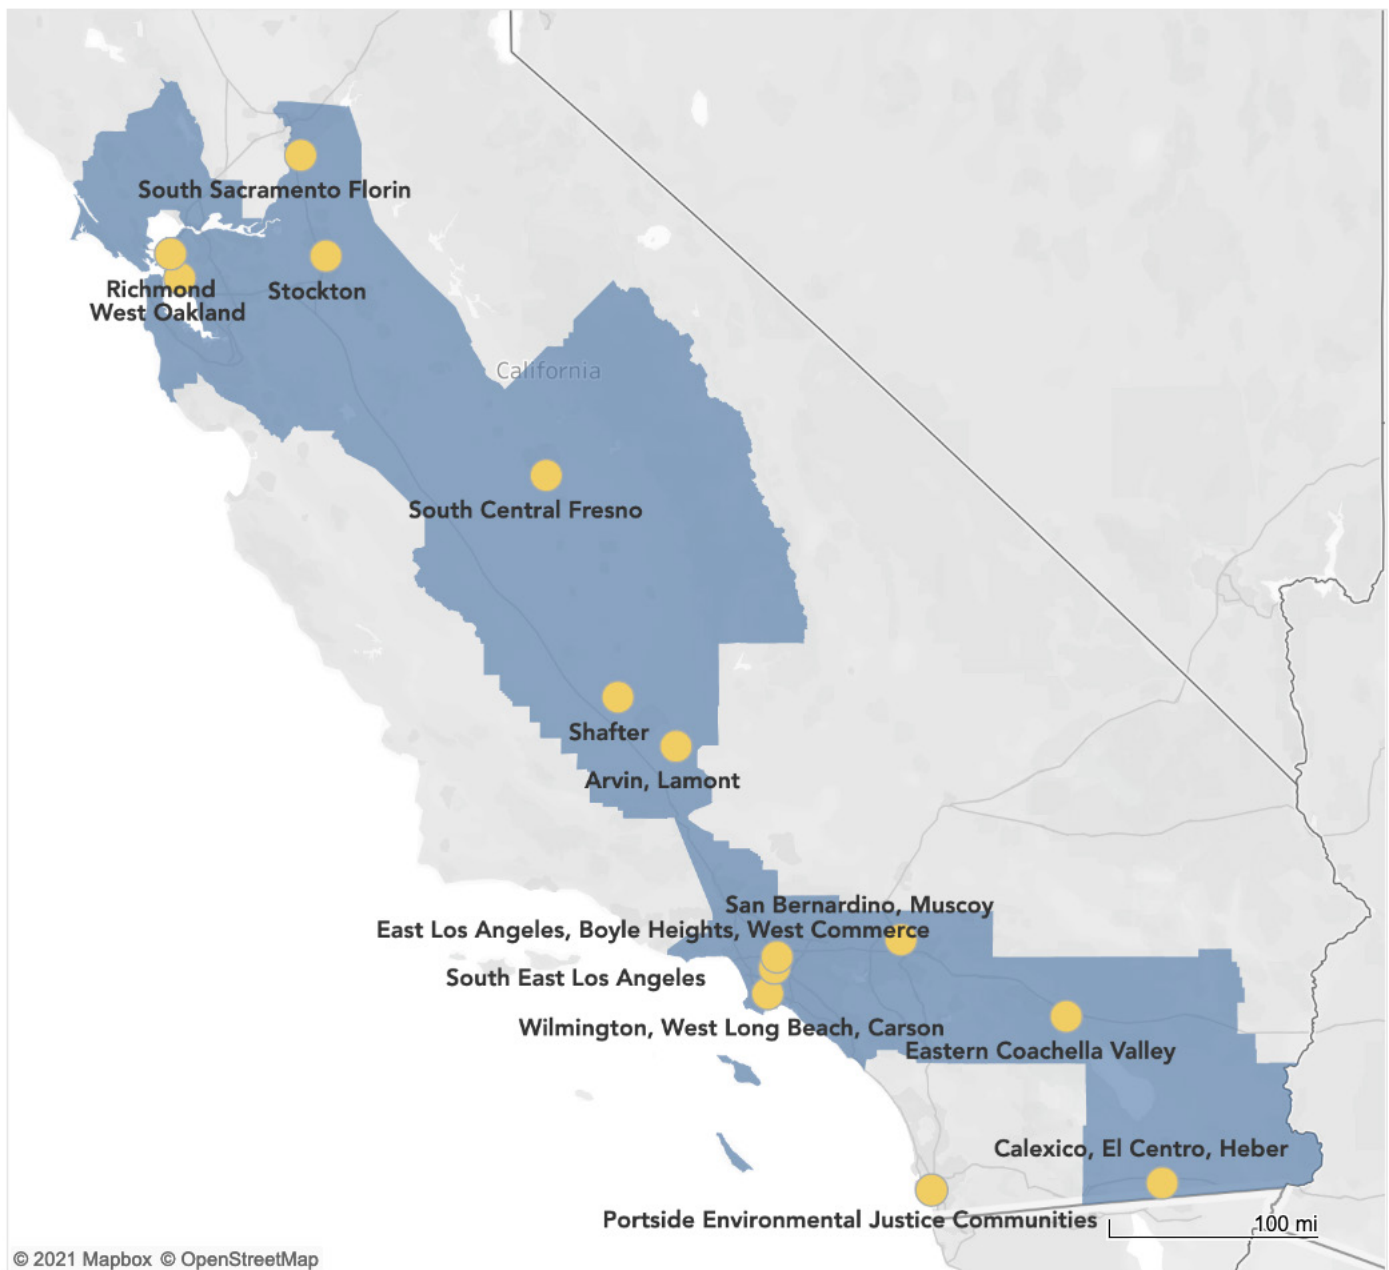 South Sacramento Florin
Richmond
West Oakland
Stockton
California
South Central Fresno
Shafter
Arvin, Lamont
San Bernardino, Muscoy
East Los Angeles, Boyle Heights, West Commerce
South East Los Angeles
Wilmington, West Long Beach, Carson
Eastern Coachella Valley
Calexico, El Centro, Heber
Portside Environmental Justice Communities
100 mi
© 2021 Mapbox © OpenStreetMap